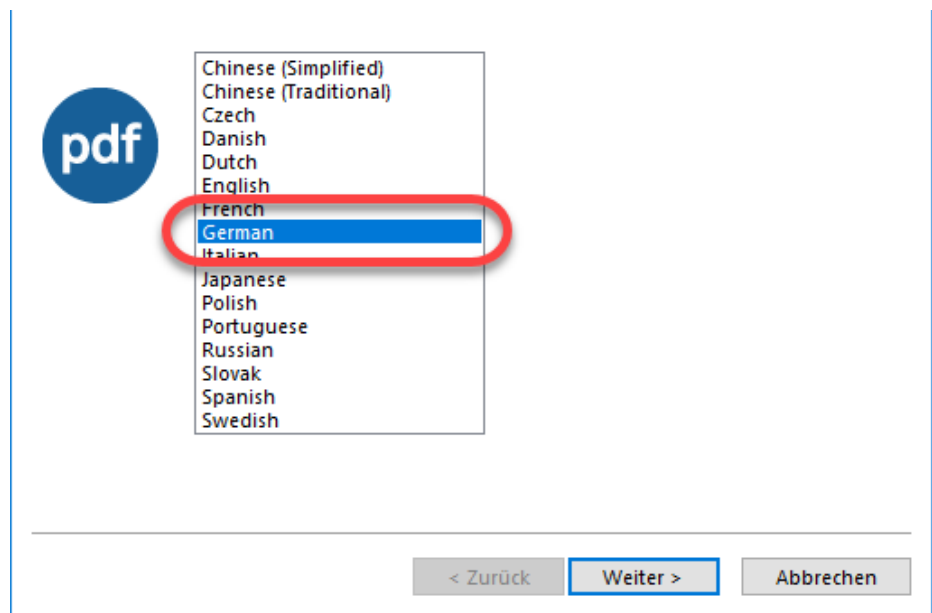 pdf
Chinese (Simplified)
Chinese (Traditional)
Czech
Danish
Dutch
English
French
German
Italian
Japanese
Polish
Portuguese
Russian
Slovak
Spanish
Swedish
< Zurück Weiter > Abbrechen